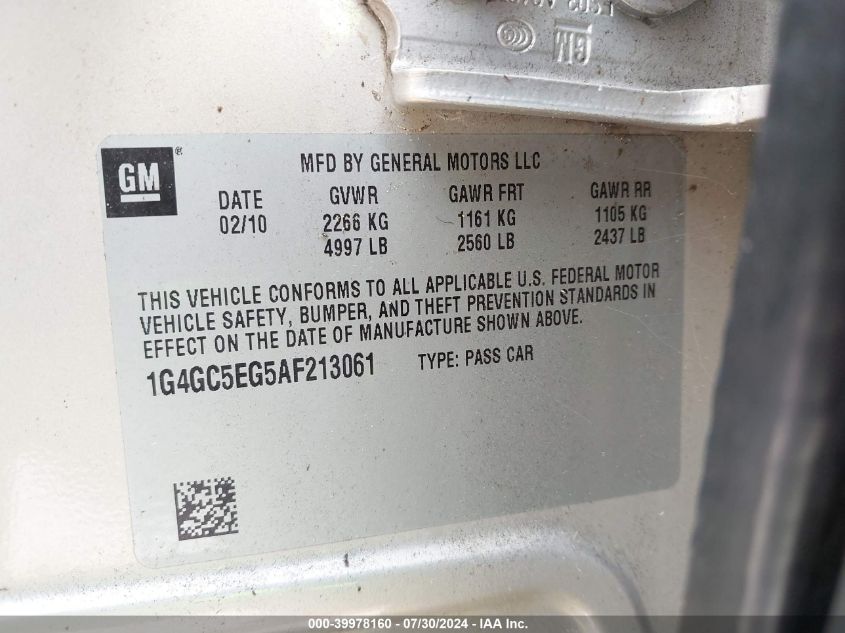 GM
GM
MFD BY GENERAL MOTORS LLC
DATE GVWR GAWR FRT GAWR RR
02/10 2266 KG 1161 KG 1105 KG
4997 LB 2560 LB 2437 LB
THIS VEHICLE CONFORMS TO ALL APPLICABLE U.S. FEDERAL MOTOR
VEHICLE SAFETY, BUMPER, AND THEFT PREVENTION STANDARDS IN
EFFECT ON THE DATE OF MANUFACTURE SHOWN ABOVE.
1G4GC5EG5AF213061 TYPE: PASS CAR
000-39978160 - 07/30/2024 - IAA Inc.